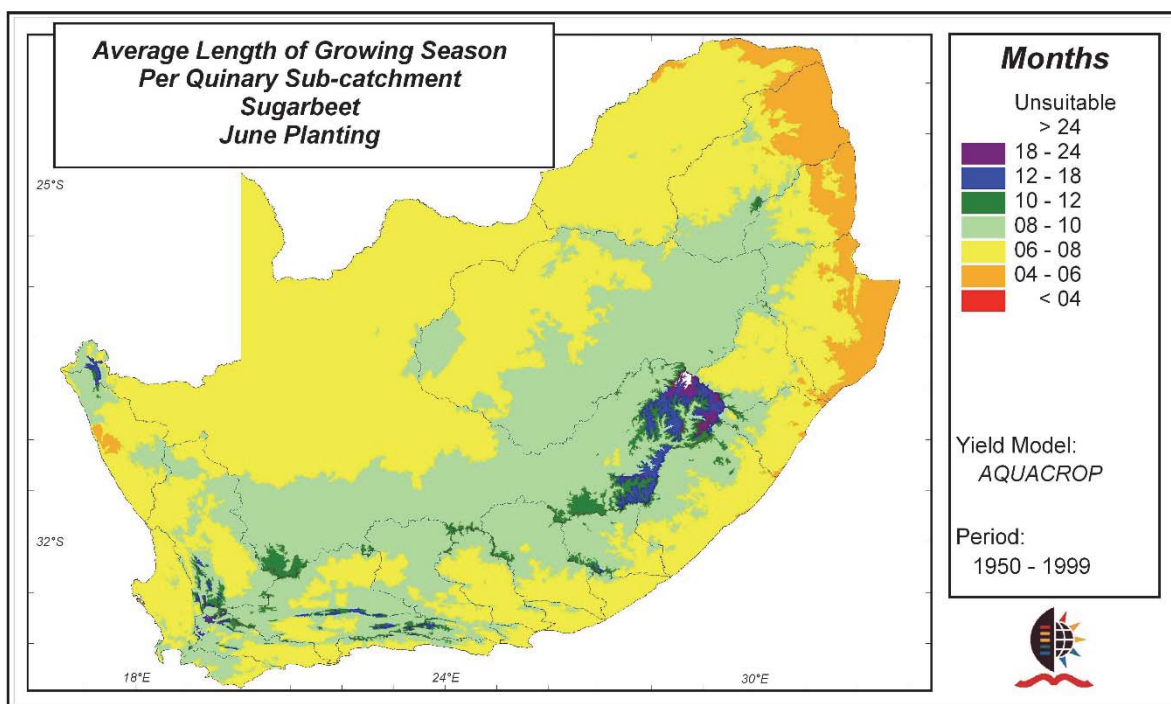 Average Length of Growing Season
Per Quinary Sub-catchment
Sugarbeet
June Planting
25°S
32°S
18°E
24°E
30°E
Months
Unsuitable
> 24
18 - 24
12 - 18
10 - 12
08 - 10
06 - 08
04 - 06
< 04
Yield Model:
AQUACROP
Period:
1950 - 1999